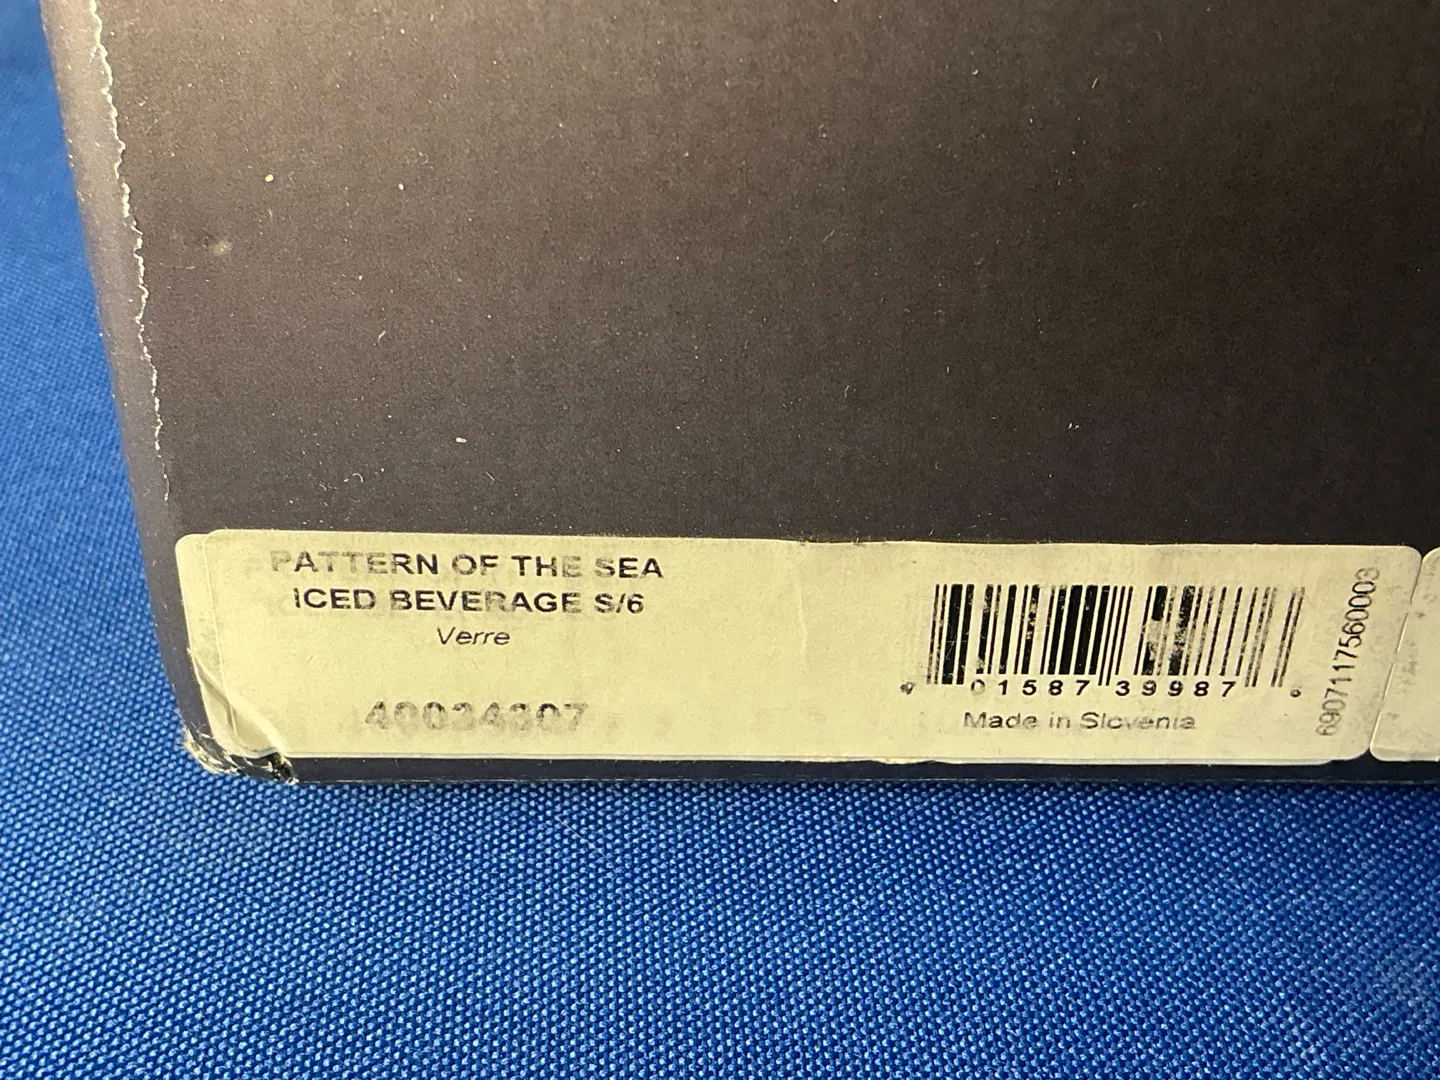 PATTERN OF THE SEA
ICED BEVERAGE S/6
Verre
40034307
01587 39987
Made in Slovenia
6907117560003